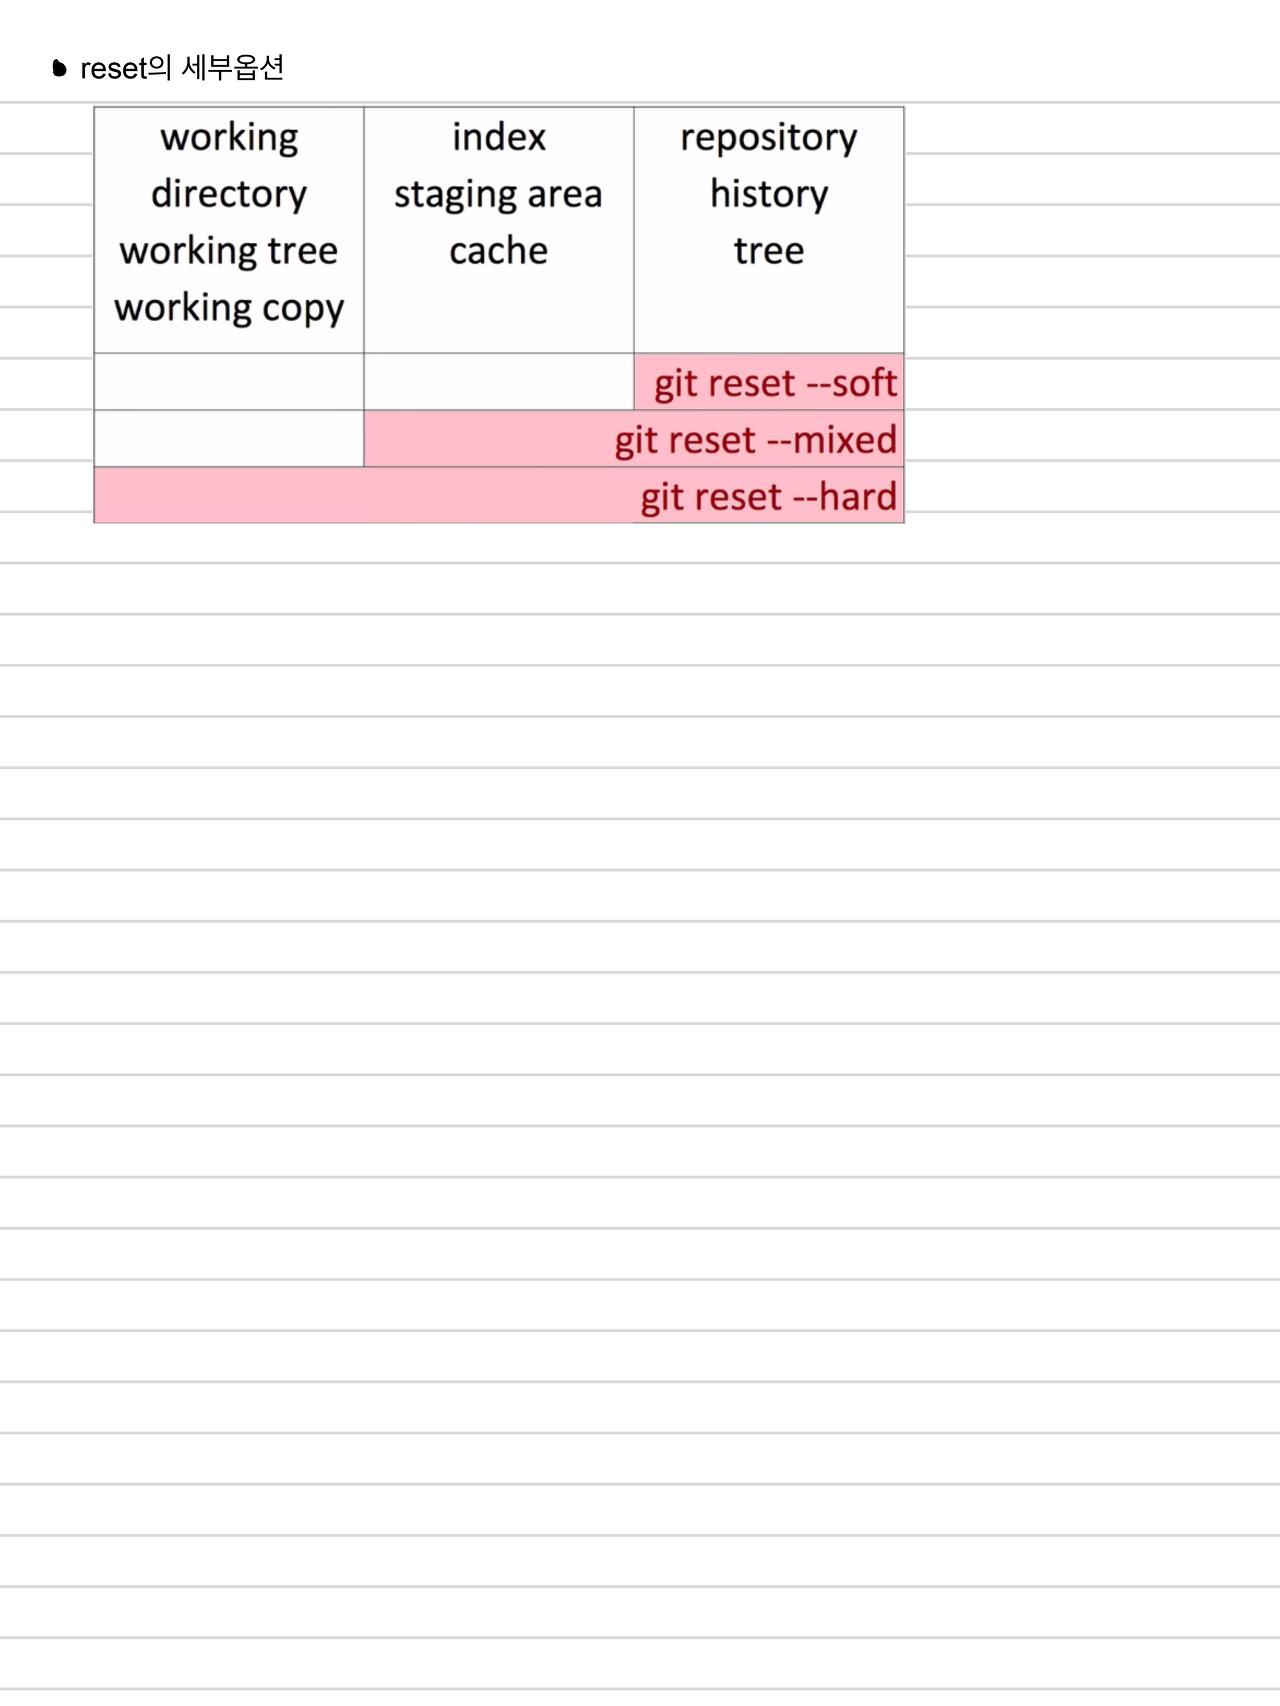 reset의 세부옵션
working directory working tree working copy
index staging area cache
repository history tree
git reset --soft
git reset --mixed
git reset --hard